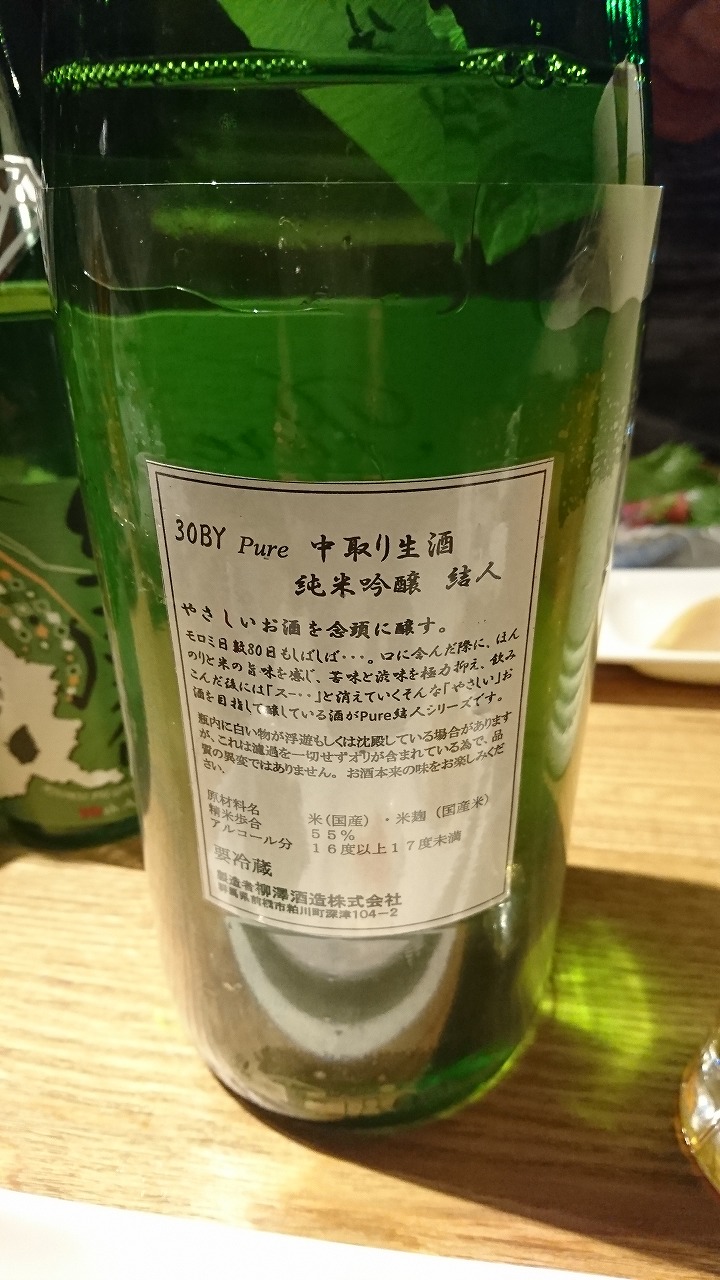 30BY Pure 中取り生酒
純米吟醸 結人
やさしいお酒を念頭に醸す。
モロミ日数80日もしばしば・・・。口に含んだ際に、ほん
のりと米の旨味を感じ、苦味と渋味を極力抑え、飲み
こんだ後には「スー・・」と消えていくそんな「やさしい」お
酒を目指して醸している酒がPure結人シリーズです。
瓶内に白い物が浮遊もしくは沈殿している場合があります
が、これは濾過を一切せずオリが含まれている為で、品
質の異変ではありません。お酒本来の味をお楽しみくだ
さい。
原材料名 米(国産)・米麹(国産米)
精米歩合 55%
アルコール分 16度以上17度未満
要冷蔵
製造者柳澤酒造株式会社
群馬県前橋市粕川町深津104-2